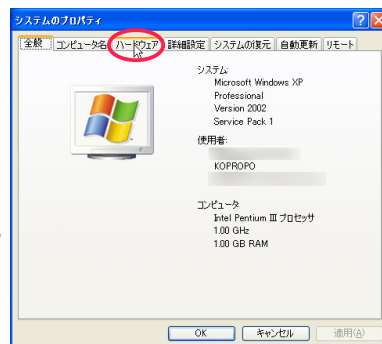 システムのプロパティ
全般 コンピュータ名 ハードウェア 詳細設定 システムの復元 自動更新 リモート
システム:
Microsoft Windows XP
Professional
Version 2002
Service Pack 1
使用者:
KOPROPO
コンピュータ:
Intel Pentium III プロセッサ
1.00 GHz
1.00 GB RAM
OK キャンセル 適用(A)